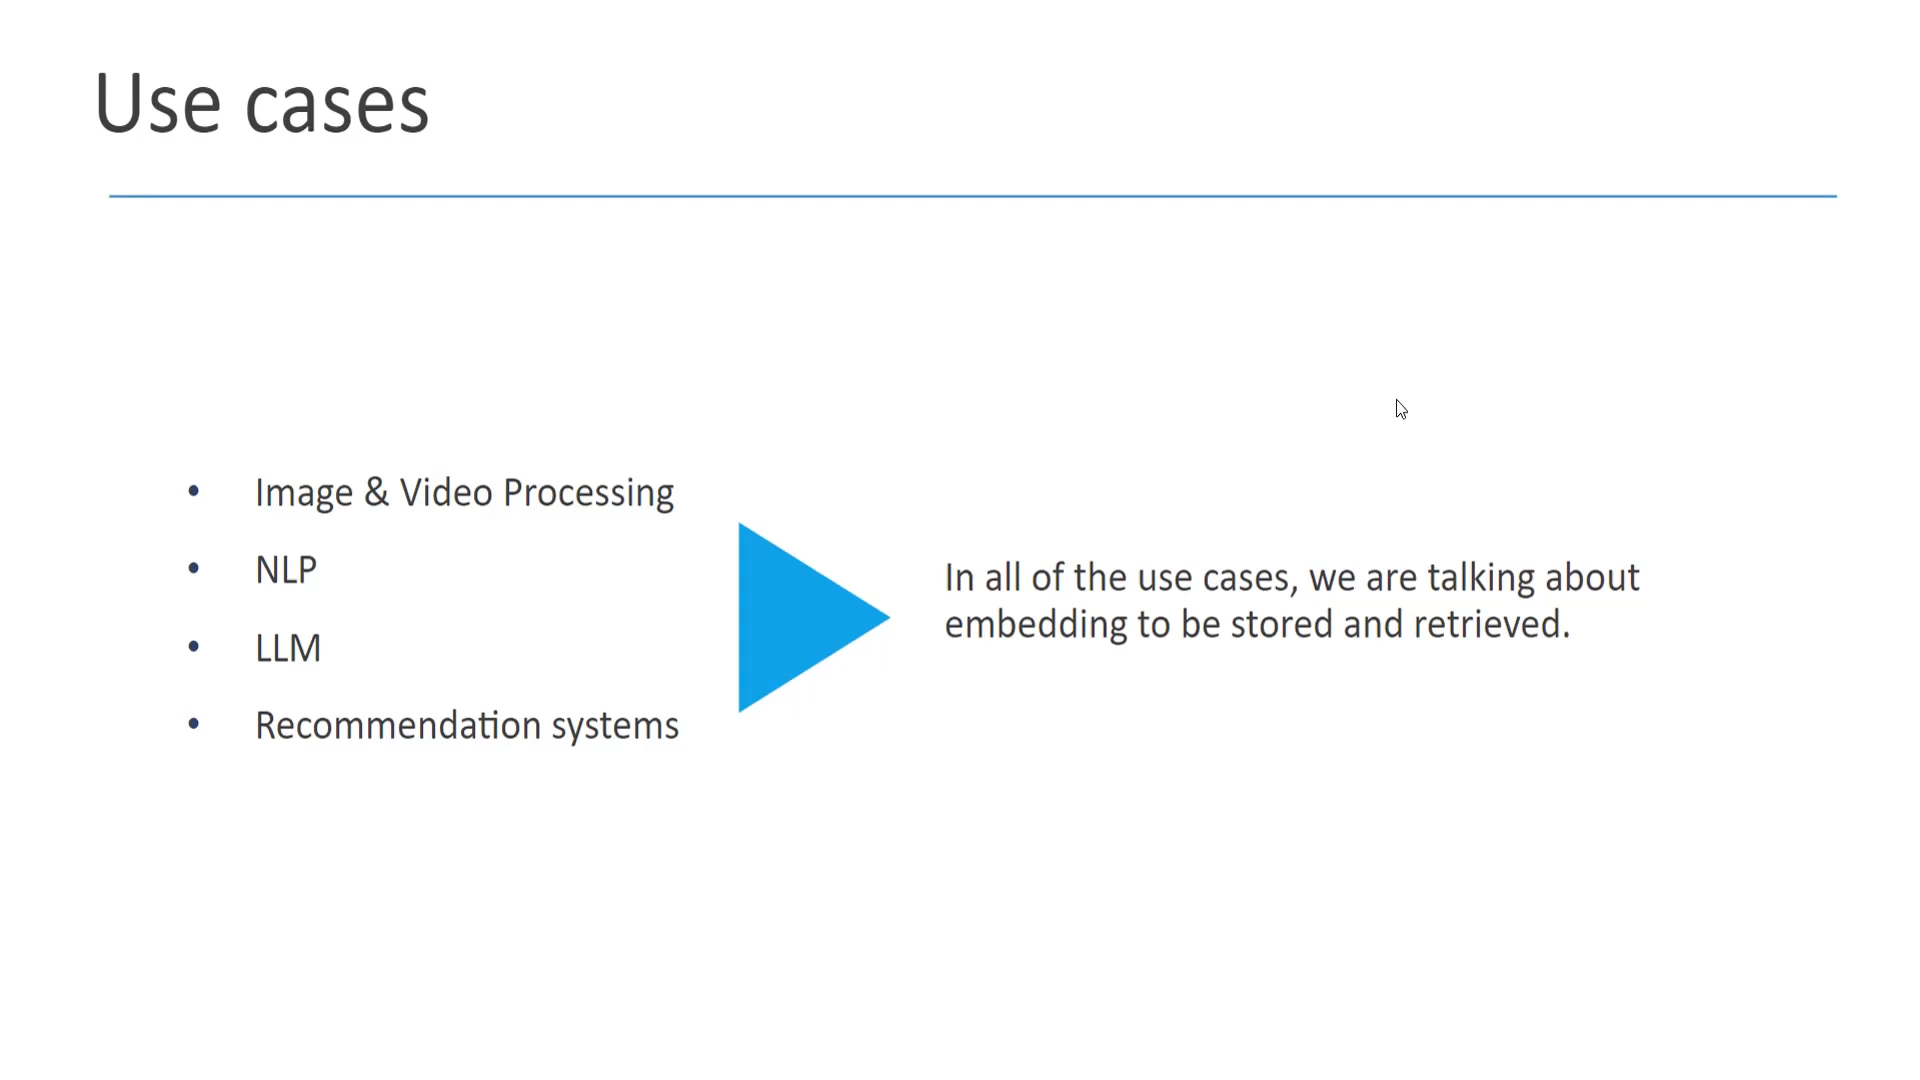 Use cases
• Image & Video Processing
• NLP
• LLM
• Recommendation systems
In all of the use cases, we are talking about
embedding to be stored and retrieved.